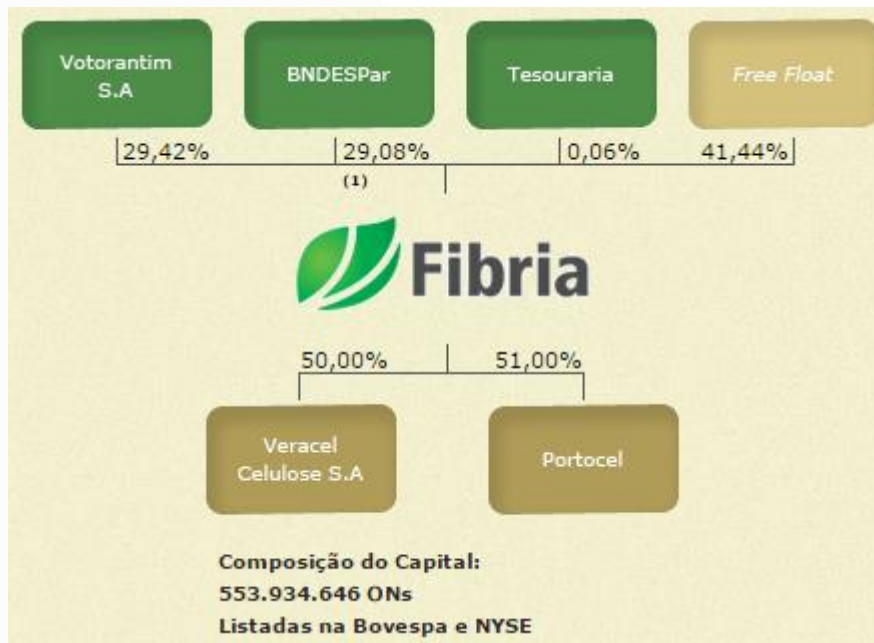 Votorantim
S.A
BNDESPar
Tesouraria
Free Float
29,42%
29,08%
0,06%
41,44%
(1)
Fibria
50,00%
51,00%
Veracel
Celulose S.A
Portocel
Composição do Capital:
553.934.646 ONs
Listadas na Bovespa e NYSE